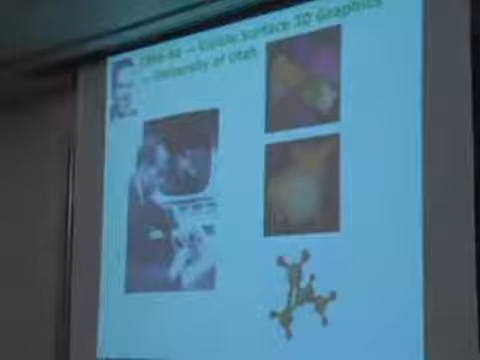 — Visible Surface 3D Graphics
— University of Utah